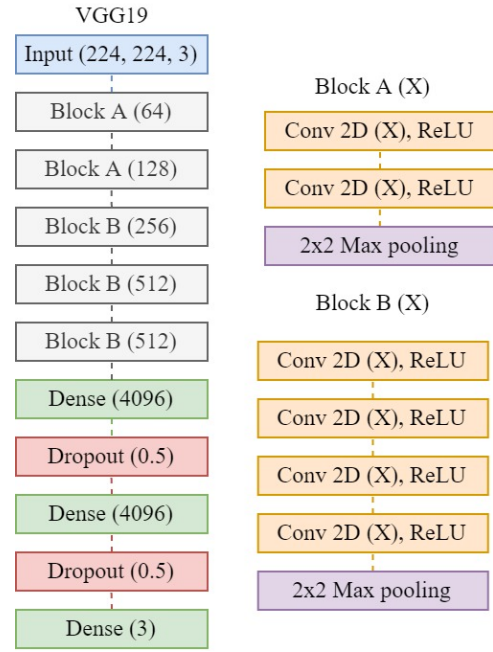 VGG19
Input (224, 224, 3)
Block A (64)
Block A (128)
Block B (256)
Block B (512)
Block B (512)
Dense (4096)
Dropout (0.5)
Dense (4096)
Dropout (0.5)
Dense (3)
Block A (X)
Conv 2D (X), ReLU
Conv 2D (X), ReLU
2x2 Max pooling
Block B (X)
Conv 2D (X), ReLU
Conv 2D (X), ReLU
Conv 2D (X), ReLU
Conv 2D (X), ReLU
2x2 Max pooling